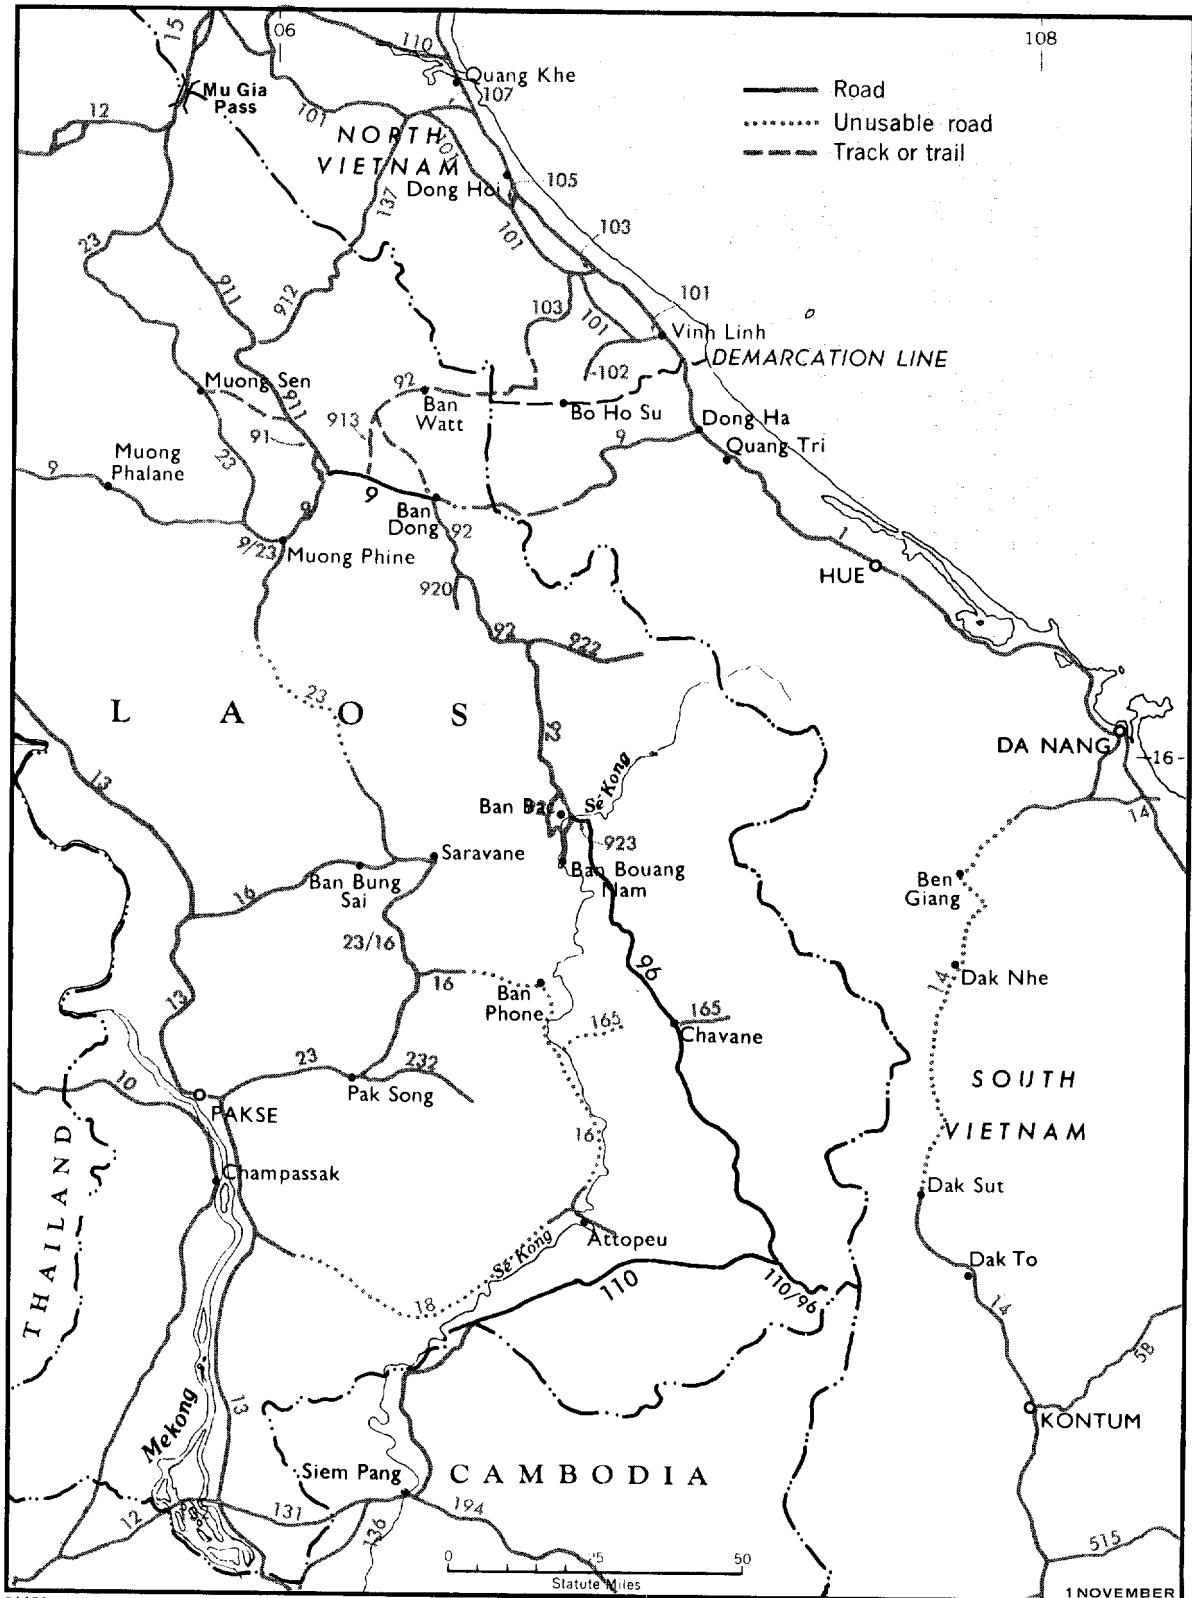 15
06
110
108
Quang Khe
107
Road
Unusable road
Track or trail
Mu Gia
Pass
12
101
NORTH
VIETNAM
101
Dong Hoi
105
137
101
103
23
911
912
103
101
101
Vinh Linh
DEMARCATION LINE
102
Muong Sen
92
Ban
Watt
Bo Ho Su
911
913
91
Dong Ha
9
Quang Tri
Muong
Phalane
9
23
9
9
Ban
Dong
92
9/23
Muong Phine
1
HUE
920
92
922
LAOS
23
92
DA NANG
16
13
Se Kong
Ban Bac
923
14
Saravane
Ban Bung
Sai
Ban Bouang
Nam
Ben
Giang
16
23/16
96
14
Dak Nhe
16
Ban
Phone
13
165
165
Chavane
23
232
Pak Song
10
PAKSE
SOUTH
VIETNAM
16
THAILAND
Champassak
Dak Sut
Attopeu
Se Kong
Dak To
110
110/96
18
14
5B
13
Mekong
KONTUM
Siem Pang
CAMBODIA
12
131
136
194
515
0
50
Statute Miles
1 NOVEMBER